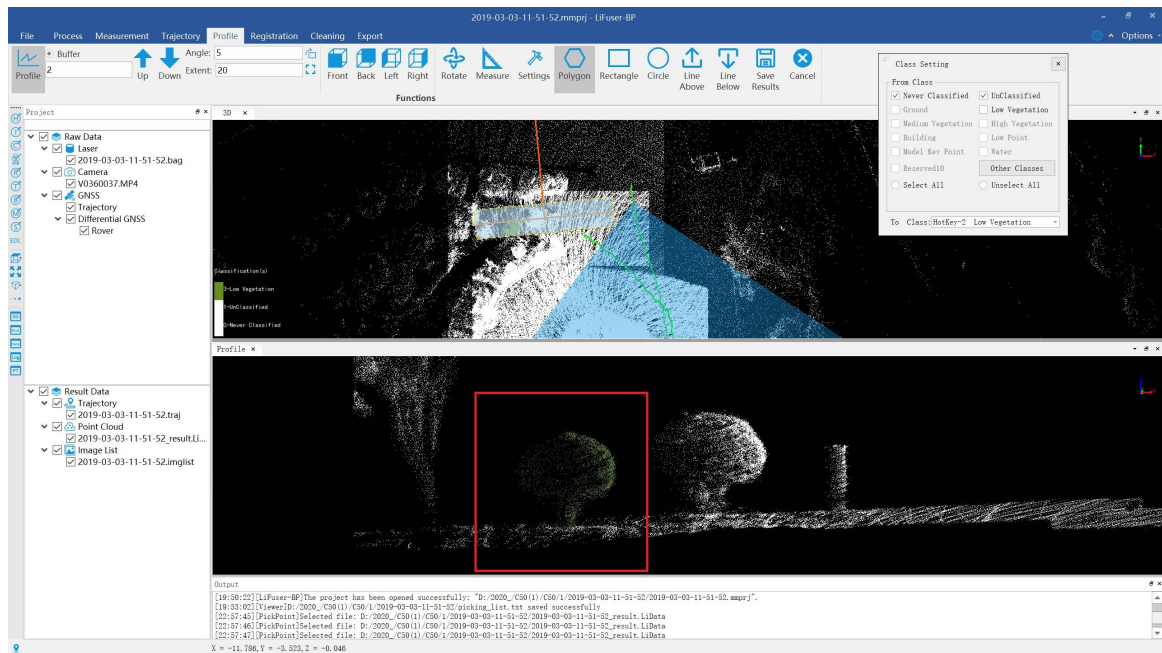 2019-03-03-11-51-52.mmprj - LiFuser-BP
File Process Measurement Trajectory Profile Registration Cleaning Export Options
Buffer Angle: 5
2 Extent: 20
Profile Up Down Front Back Left Right Rotate Measure Settings Polygon Rectangle Circle Line Above Line Below Save Results Cancel
Functions
Project
Raw Data
Laser
2019-03-03-11-51-52.bag
Camera
V0360037.MP4
GNSS
Trajectory
Differential GNSS
Rover
EDL
Result Data
Trajectory
2019-03-03-11-51-52.traj
Point Cloud
2019-03-03-11-51-52_result.Li...
Image List
2019-03-03-11-51-52.imglist
3D
Classification(s)
3-Low Vegetation
1-UnClassified
0-Never Classified
Class Setting
From Class
Never Classified UnClassified
Ground Low Vegetation
Medium Vegetation High Vegetation
Building Low Point
Model Key Point Water
Reserved10 Other Classes
Select All Unselect All
To Class: HotKey-2 Low Vegetation
Profile
Output
[19:50:22][LiFuser-BP]The project has been opened successfully: "D:/2020_/C50(1)/C50/1/2019-03-03-11-51-52/2019-03-03-11-51-52.mmprj".
[19:53:02][Viewer]D:/2020_/C50(1)/C50/1/2019-03-03-11-51-52/picking_list.txt saved successfully
[22:57:45][PickPoint]Selected file: D:/2020_/C50(1)/C50/1/2019-03-03-11-51-52/2019-03-03-11-51-52_result.LiData
[22:57:46][PickPoint]Selected file: D:/2020_/C50(1)/C50/1/2019-03-03-11-51-52/2019-03-03-11-51-52_result.LiData
[22:57:47][PickPoint]Selected file: D:/2020_/C50(1)/C50/1/2019-03-03-11-51-52/2019-03-03-11-51-52_result.LiData
X = -11.786,Y = -3.523,Z = -0.046